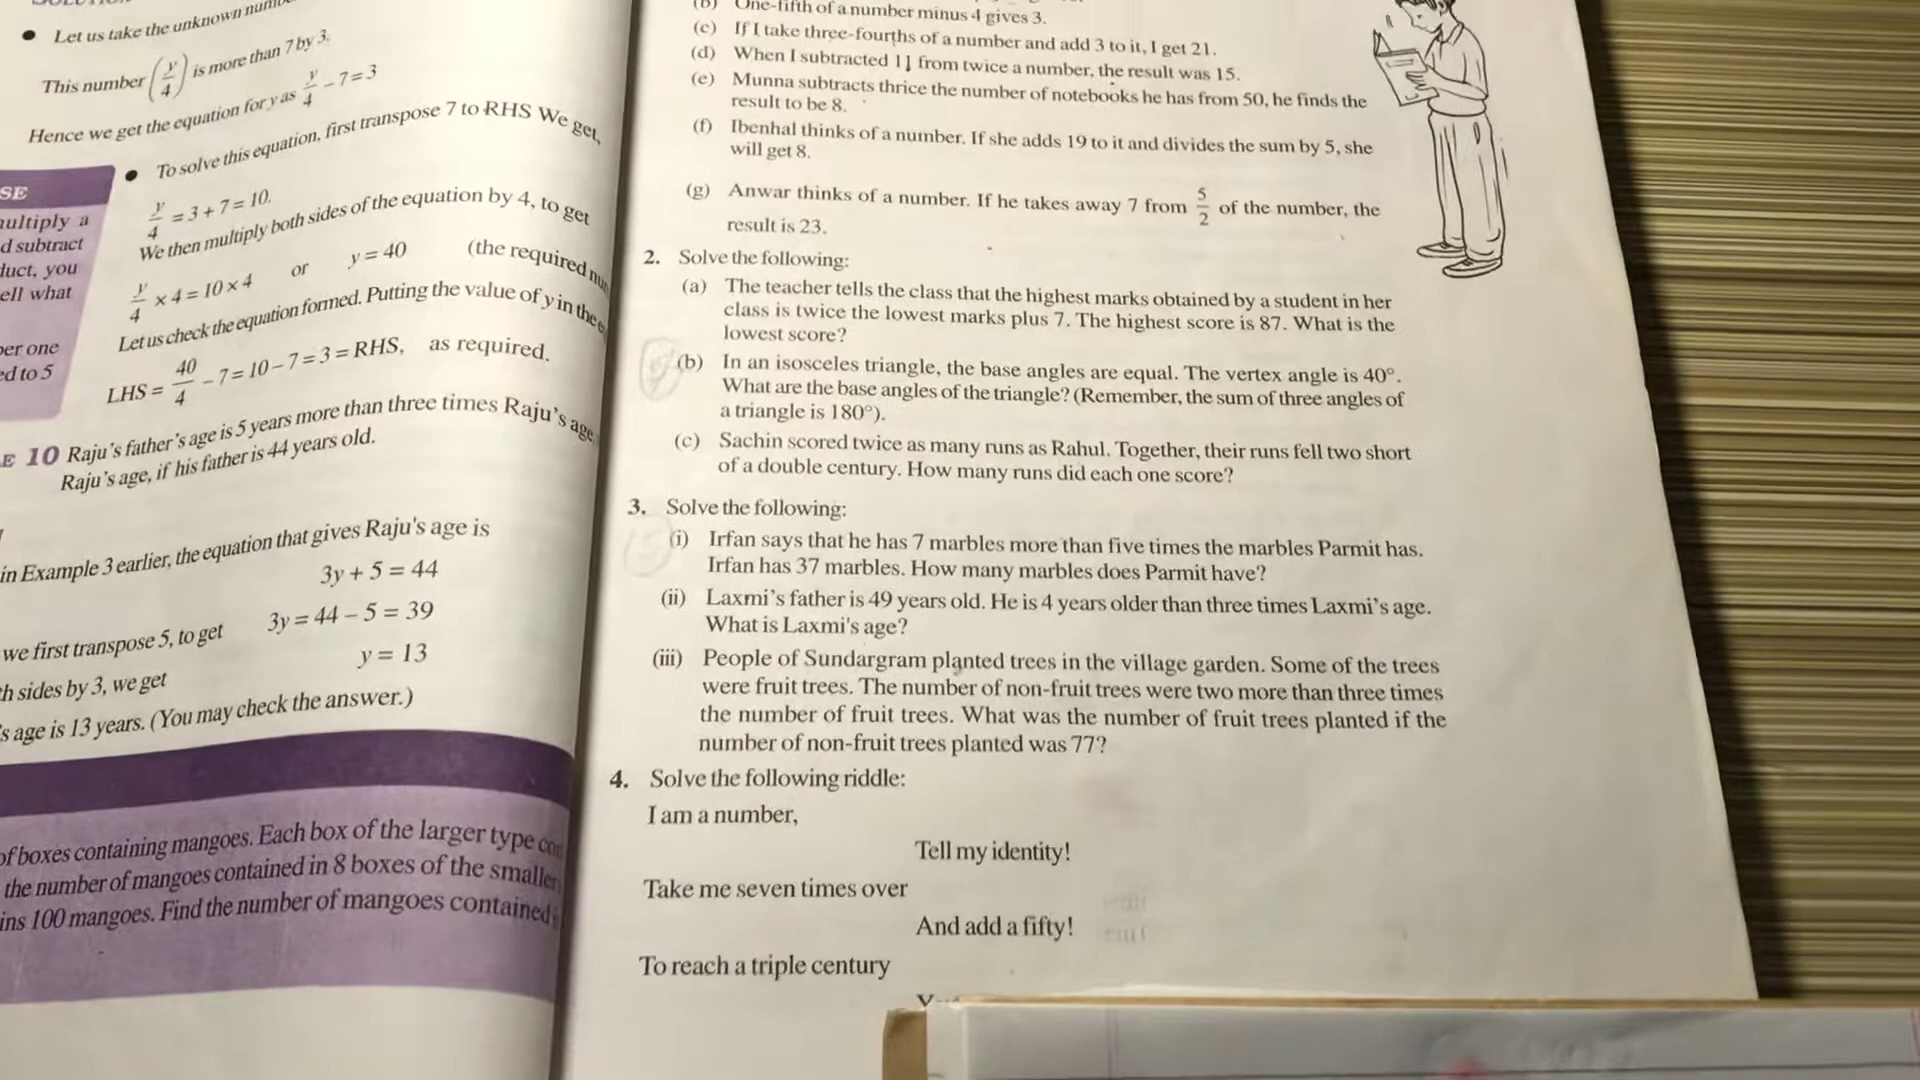 Let us take the unknown
This number (y/4) is more than 7 by 3.
Hence we get the equation for y as y/4 – 7 = 3
To solve this equation, first transpose 7 to RHS We get,
y/4 = 3 + 7 = 10.
We then multiply both sides of the equation by 4, to get
y/4 × 4 = 10 × 4 or y = 40 (the required
Let us check the equation formed. Putting the value of y in the
LHS = 40/4 – 7 = 10 – 7 = 3 = RHS, as required.
SE
multiply a
d subtract
duct, you
ell what
er one
ed to 5
E 10 Raju's father's age is 5 years more than three times Raju's age
Raju's age, if his father is 44 years old.
in Example 3 earlier, the equation that gives Raju's age is
3y + 5 = 44
we first transpose 5, to get 3y = 44 – 5 = 39
h sides by 3, we get y = 13
's age is 13 years. (You may check the answer.)
of boxes containing mangoes. Each box of the larger type
the number of mangoes contained in 8 boxes of the smaller
ins 100 mangoes. Find the number of mangoes contained
(b) One-fifth of a number minus 4 gives 3.
(c) If I take three-fourths of a number and add 3 to it, I get 21.
(d) When I subtracted 11 from twice a number, the result was 15.
(e) Munna subtracts thrice the number of notebooks he has from 50, he finds the
result to be 8.
(f) Ibenhal thinks of a number. If she adds 19 to it and divides the sum by 5, she
will get 8.
(g) Anwar thinks of a number. If he takes away 7 from 5/2 of the number, the
result is 23.
2. Solve the following:
(a) The teacher tells the class that the highest marks obtained by a student in her
class is twice the lowest marks plus 7. The highest score is 87. What is the
lowest score?
(b) In an isosceles triangle, the base angles are equal. The vertex angle is 40°.
What are the base angles of the triangle? (Remember, the sum of three angles of
a triangle is 180°).
(c) Sachin scored twice as many runs as Rahul. Together, their runs fell two short
of a double century. How many runs did each one score?
3. Solve the following:
(i) Irfan says that he has 7 marbles more than five times the marbles Parmit has.
Irfan has 37 marbles. How many marbles does Parmit have?
(ii) Laxmi's father is 49 years old. He is 4 years older than three times Laxmi's age.
What is Laxmi's age?
(iii) People of Sundargram planted trees in the village garden. Some of the trees
were fruit trees. The number of non-fruit trees were two more than three times
the number of fruit trees. What was the number of fruit trees planted if the
number of non-fruit trees planted was 77?
4. Solve the following riddle:
I am a number,
Tell my identity!
Take me seven times over
And add a fifty!
To reach a triple century